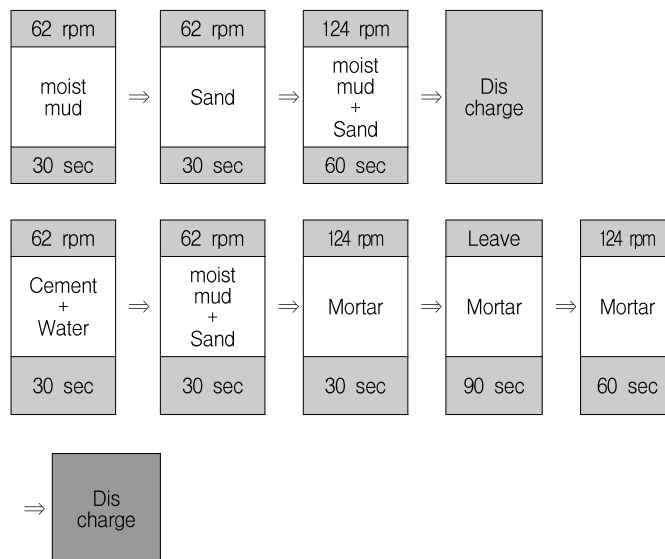 62 rpm
62 rpm
124 rpm
moist
mud
⇒
Sand
⇒
moist
mud
+
Sand
⇒
Dis
charge
30 sec
30 sec
60 sec
62 rpm
62 rpm
124 rpm
Leave
124 rpm
Cement
+
Water
⇒
moist
mud
+
Sand
⇒
Mortar
⇒
Mortar
⇒
Mortar
30 sec
30 sec
30 sec
90 sec
60 sec
⇒
Dis
charge